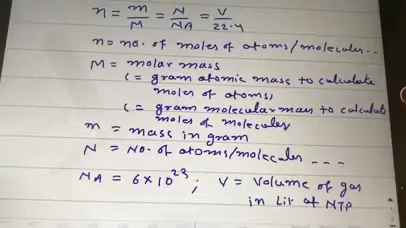 n = m/M = N/NA = V/22.4
n = no. of moles of atoms/molecules..
M = molar mass
(= gram atomic mass to calculate
moles of atoms)
(= gram molecular mass to calculate
moles of molecules
m = mass in gram
N = No. of atoms/molecules ---
NA = 6×10²³; V = Volume of gas
in Lit at NTP